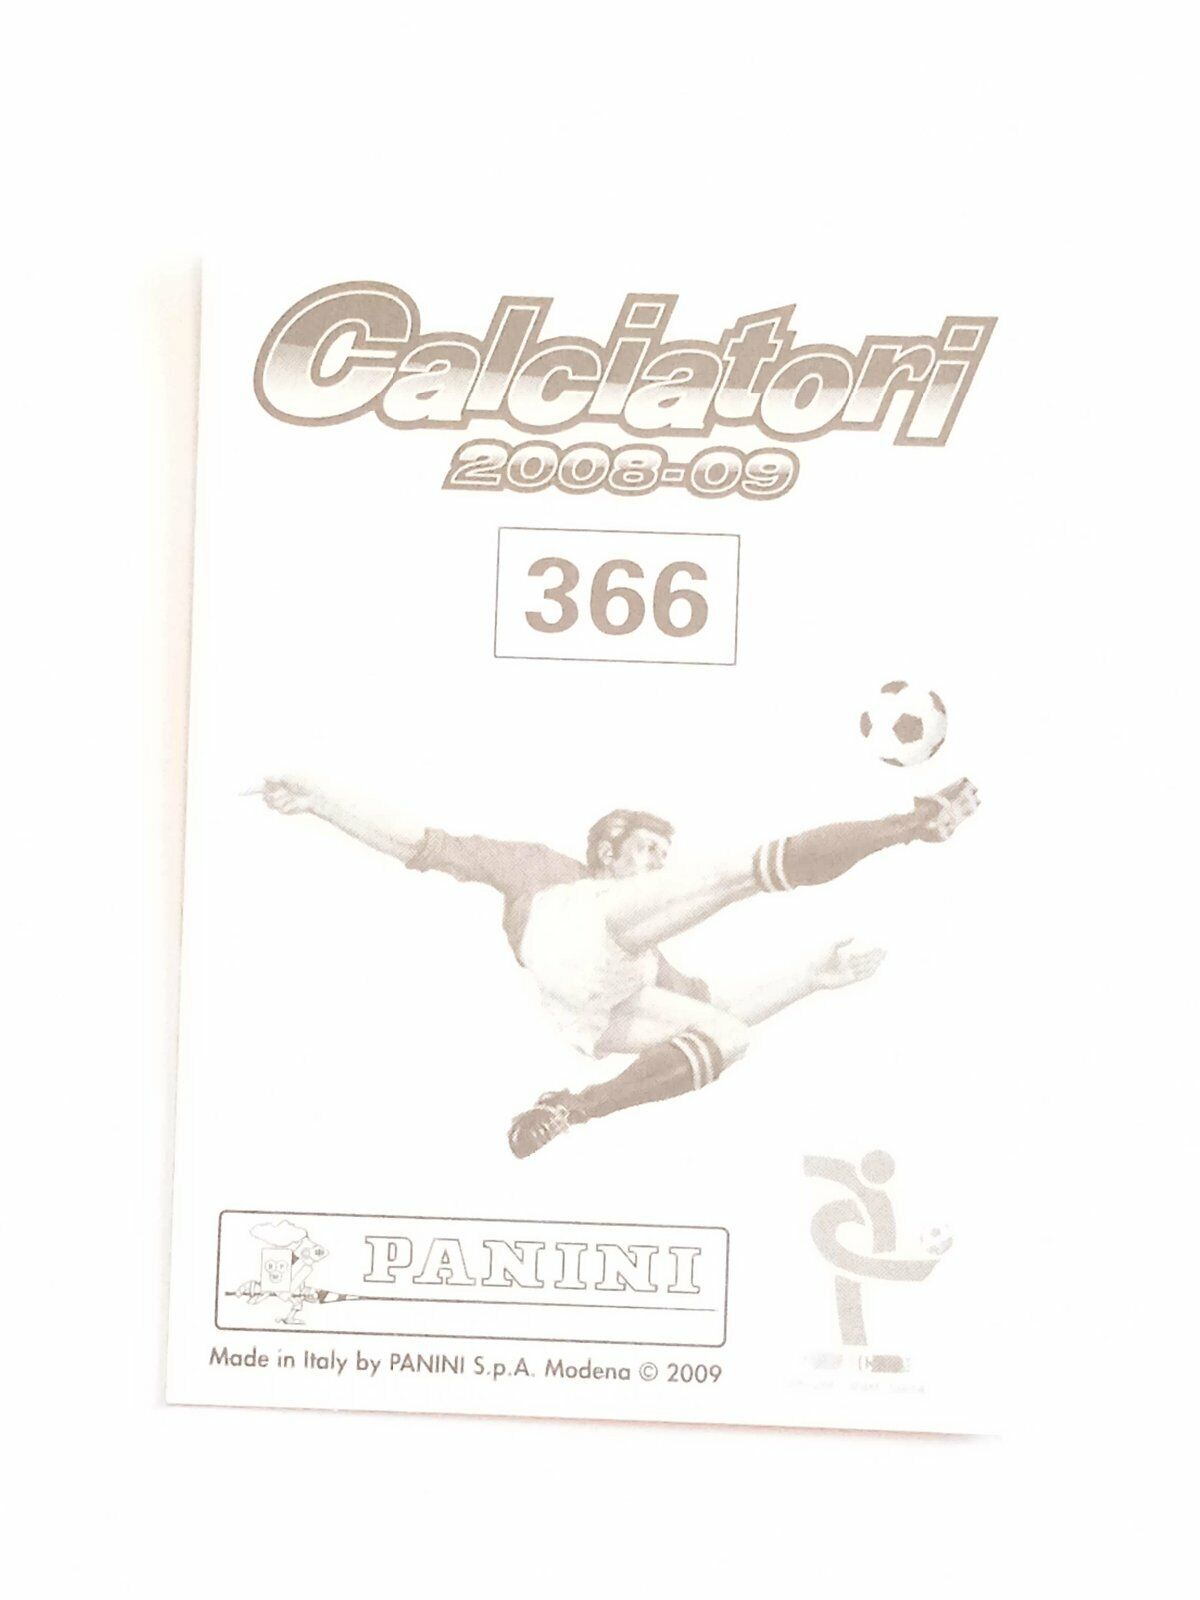 Calciatori
2008-09
366
PANINI
Made in Italy by PANINI S.p.A. Modena © 2009